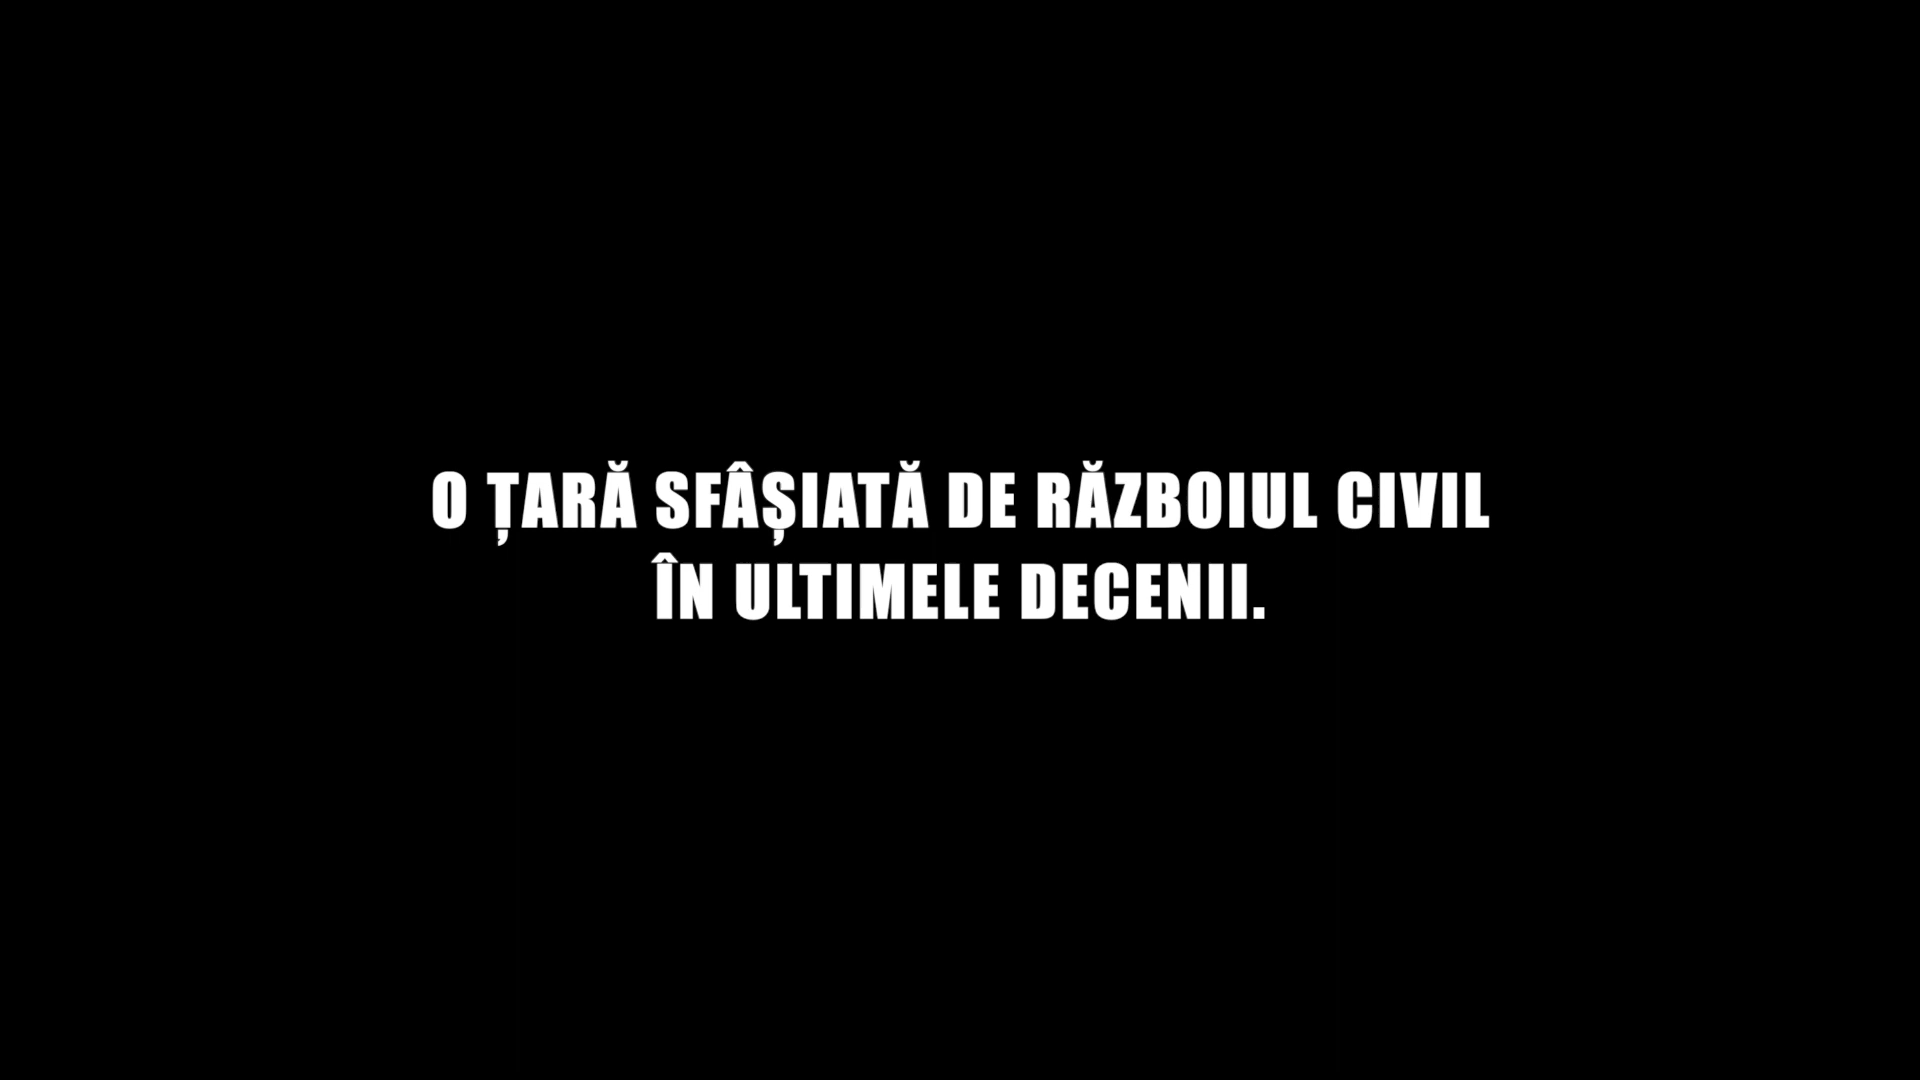 O ȚARĂ SFÂȘIATĂ DE RĂZBOIUL CIVIL
ÎN ULTIMELE DECENII.